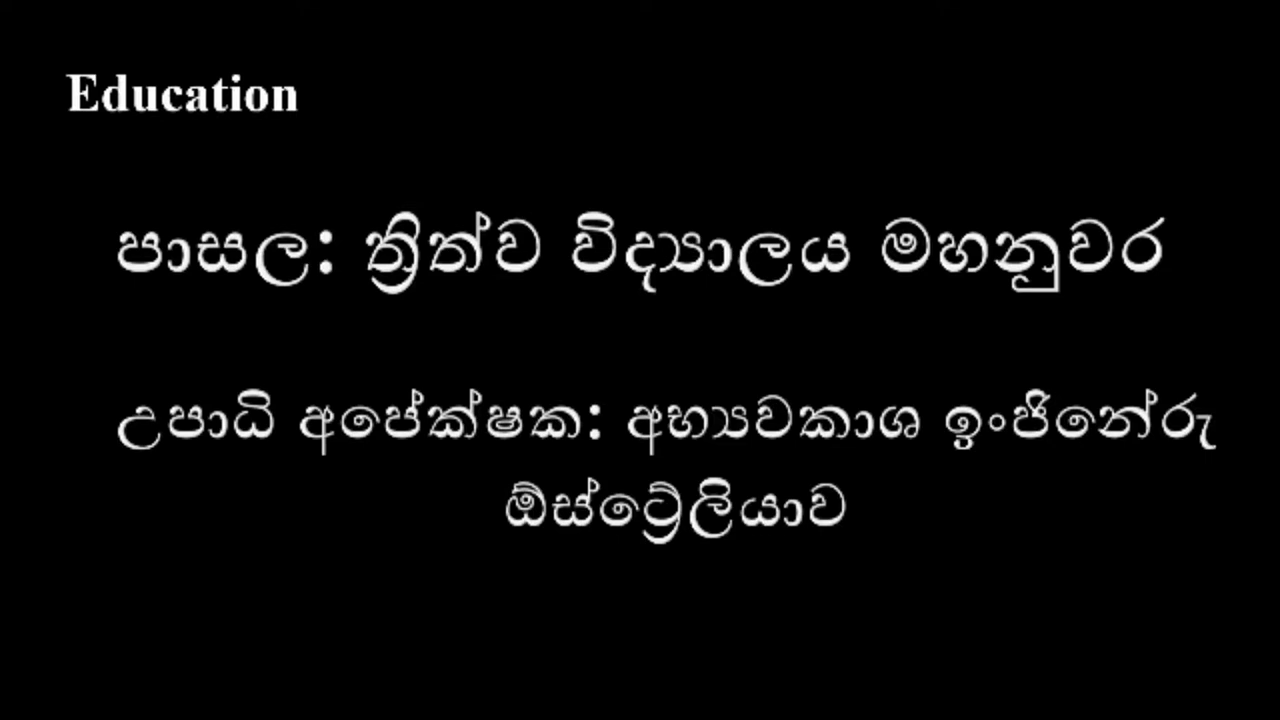 Education
පාසල: ත්‍රිත්ව විද්‍යාලය මහනුවර
උපාධි අපේක්ෂක: අභ්‍යවකාශ ඉංජිනේරු
ඕස්ට්‍රේලියාව